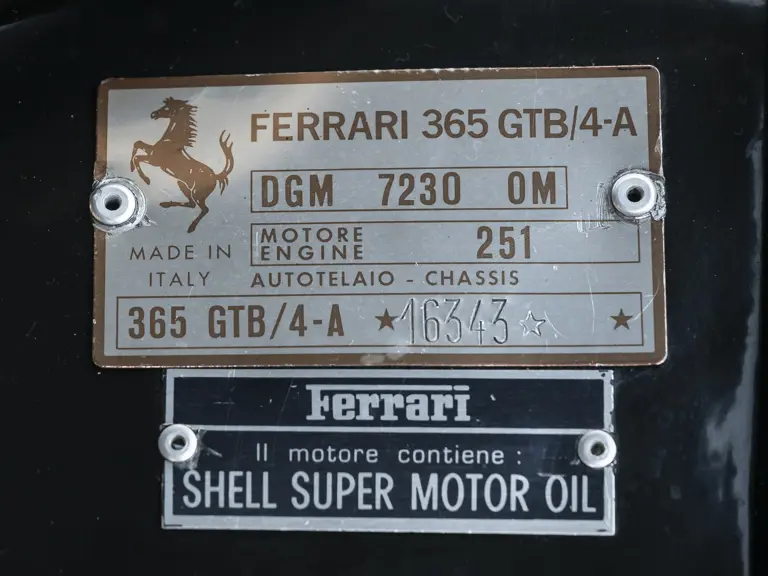 FERRARI 365 GTB/4-A
DGM 7230 OM
MOTORE
ENGINE 251
MADE IN
ITALY
AUTOTELAIO - CHASSIS
365 GTB/4-A ★16343☆ ★
Ferrari
Il motore contiene :
SHELL SUPER MOTOR OIL